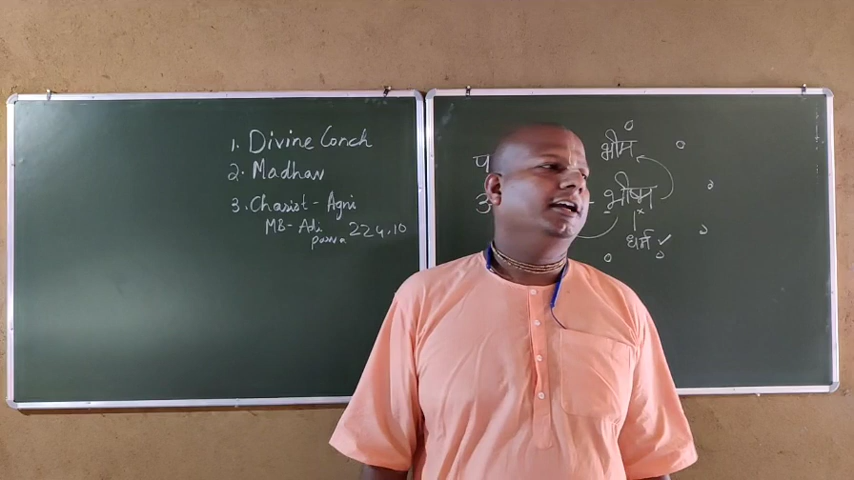 1. Divine Conch
2. Madhav
3. Chariot - Agni
MB - Adi
parva 224.10
भीम
- भीष्म
धर्म ✓